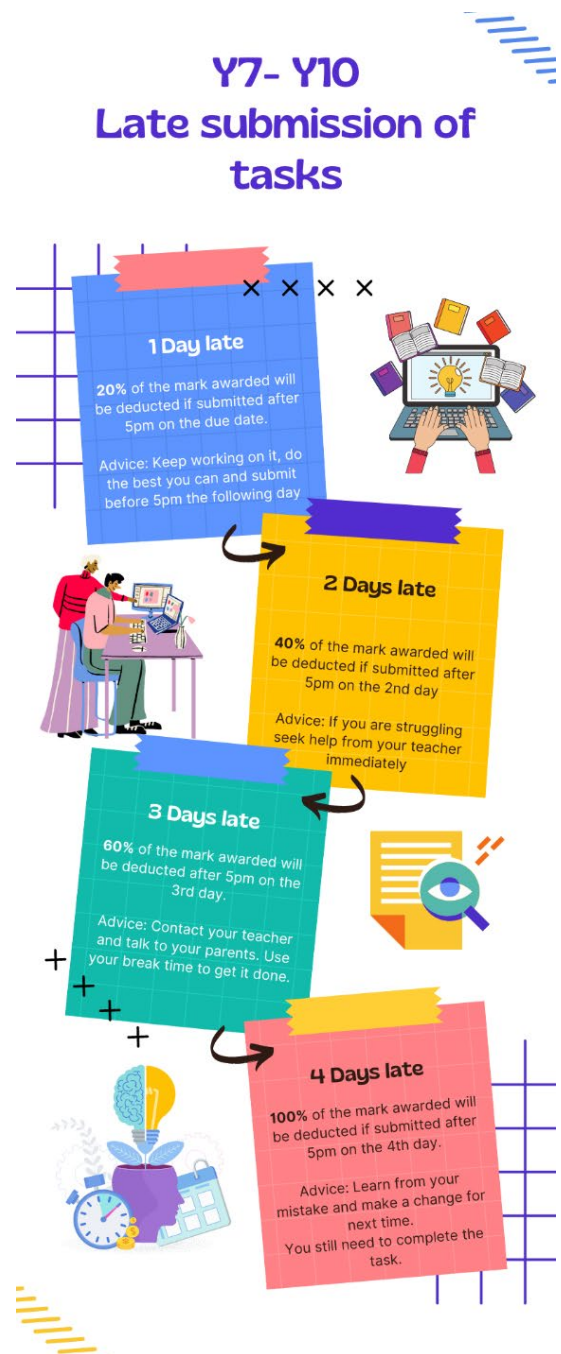 Y7- Y10
Late submission of
tasks
1 Day late
20% of the mark awarded will
be deducted if submitted after
5pm on the due date.
Advice: Keep working on it, do
the best you can and submit
before 5pm the following day
2 Days late
40% of the mark awarded will
be deducted if submitted after
5pm on the 2nd day
Advice: If you are struggling
seek help from your teacher
immediately
3 Days late
60% of the mark awarded will
be deducted after 5pm on the
3rd day.
Advice: Contact your teacher
and talk to your parents. Use
your break time to get it done.
4 Days late
100% of the mark awarded will
be deducted if submitted after
5pm on the 4th day.
Advice: Learn from your
mistake and make a change for
next time.
You still need to complete the
task.